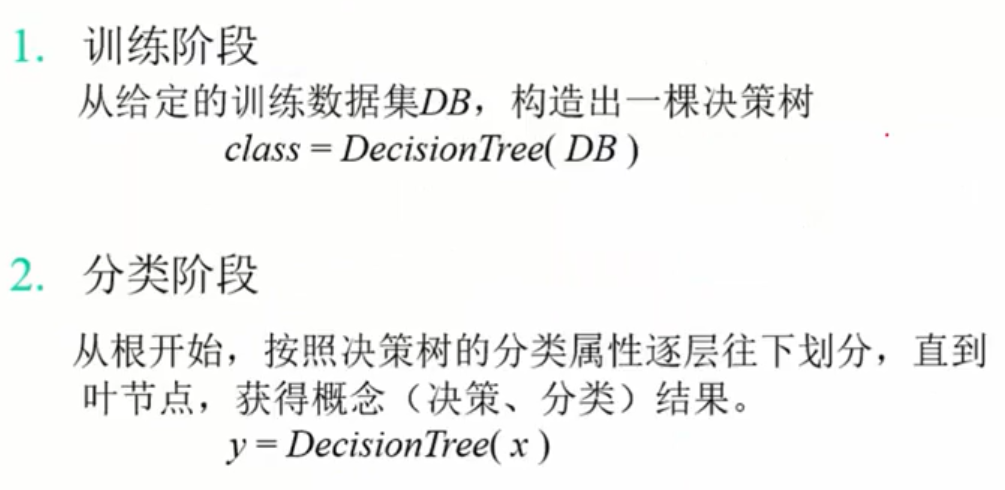 1. 训练阶段
从给定的训练数据集DB，构造出一棵决策树
class = DecisionTree( DB )
2. 分类阶段
从根开始，按照决策树的分类属性逐层往下划分，直到
叶节点，获得概念（决策、分类）结果。
y = DecisionTree( x )